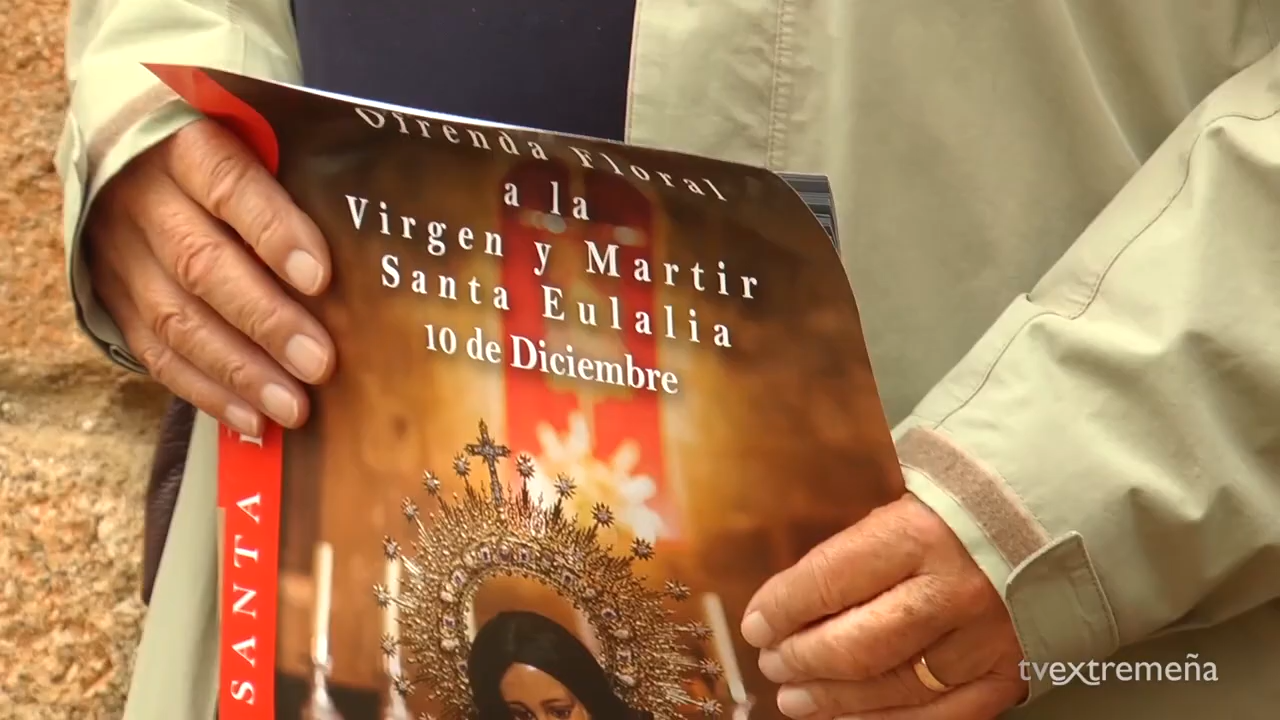 Ofrenda Floral
a la
Virgen y Martir
Santa Eulalia
10 de Diciembre
SANTA
tvextremeña